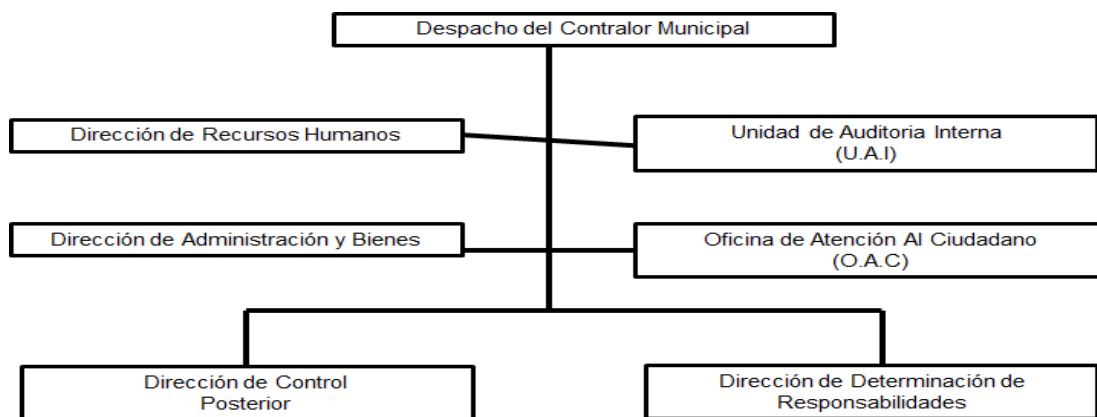 Despacho del Contralor Municipal
Dirección de Recursos Humanos
Unidad de Auditoria Interna
(U.A.I)
Dirección de Administración y Bienes
Oficina de Atención Al Ciudadano
(O.A.C)
Dirección de Control
Posterior
Dirección de Determinación de
Responsabilidades